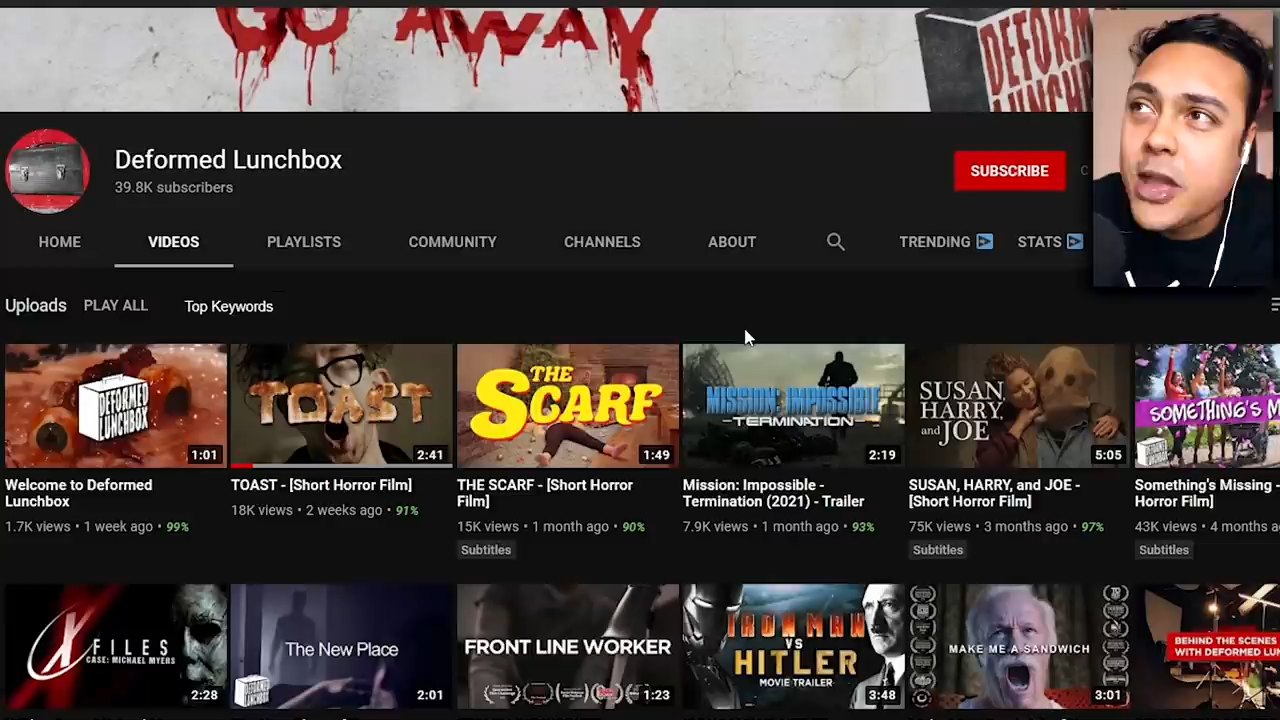 GO AWAY
Deformed Lunchbox
39.8K subscribers
SUBSCRIBE
HOME
VIDEOS
PLAYLISTS
COMMUNITY
CHANNELS
ABOUT
TRENDING
STATS
Uploads
PLAY ALL
Top Keywords
DEFORMED
LUNCHBOX
1:01
TOAST
2:41
THE
SCARF
1:49
MISSION: IMPOSSIBLE
-TERMINATION-
2:19
SUSAN,
HARRY,
and JOE
5:05
SOMETHING'S M
Welcome to Deformed
Lunchbox
1.7K views • 1 week ago • 99%
TOAST - [Short Horror Film]
18K views • 2 weeks ago • 91%
THE SCARF - [Short Horror
Film]
15K views • 1 month ago • 90%
Subtitles
Mission: Impossible -
Termination (2021) - Trailer
7.9K views • 1 month ago • 93%
SUSAN, HARRY, and JOE -
[Short Horror Film]
75K views • 3 months ago • 97%
Subtitles
Something's Missing -
Horror Film]
43K views • 4 months a
Subtitles
X FILES
CASE: MICHAEL MYERS
2:28
The New Place
DEFORMED
LUNCHBOX
2:01
FRONT LINE WORKER
1:23
IRON MAN
VS
HITLER
MOVIE TRAILER
3:48
MAKE ME A SANDWICH
3:01
BEHIND THE SCENES
WITH DEFORMED LUN